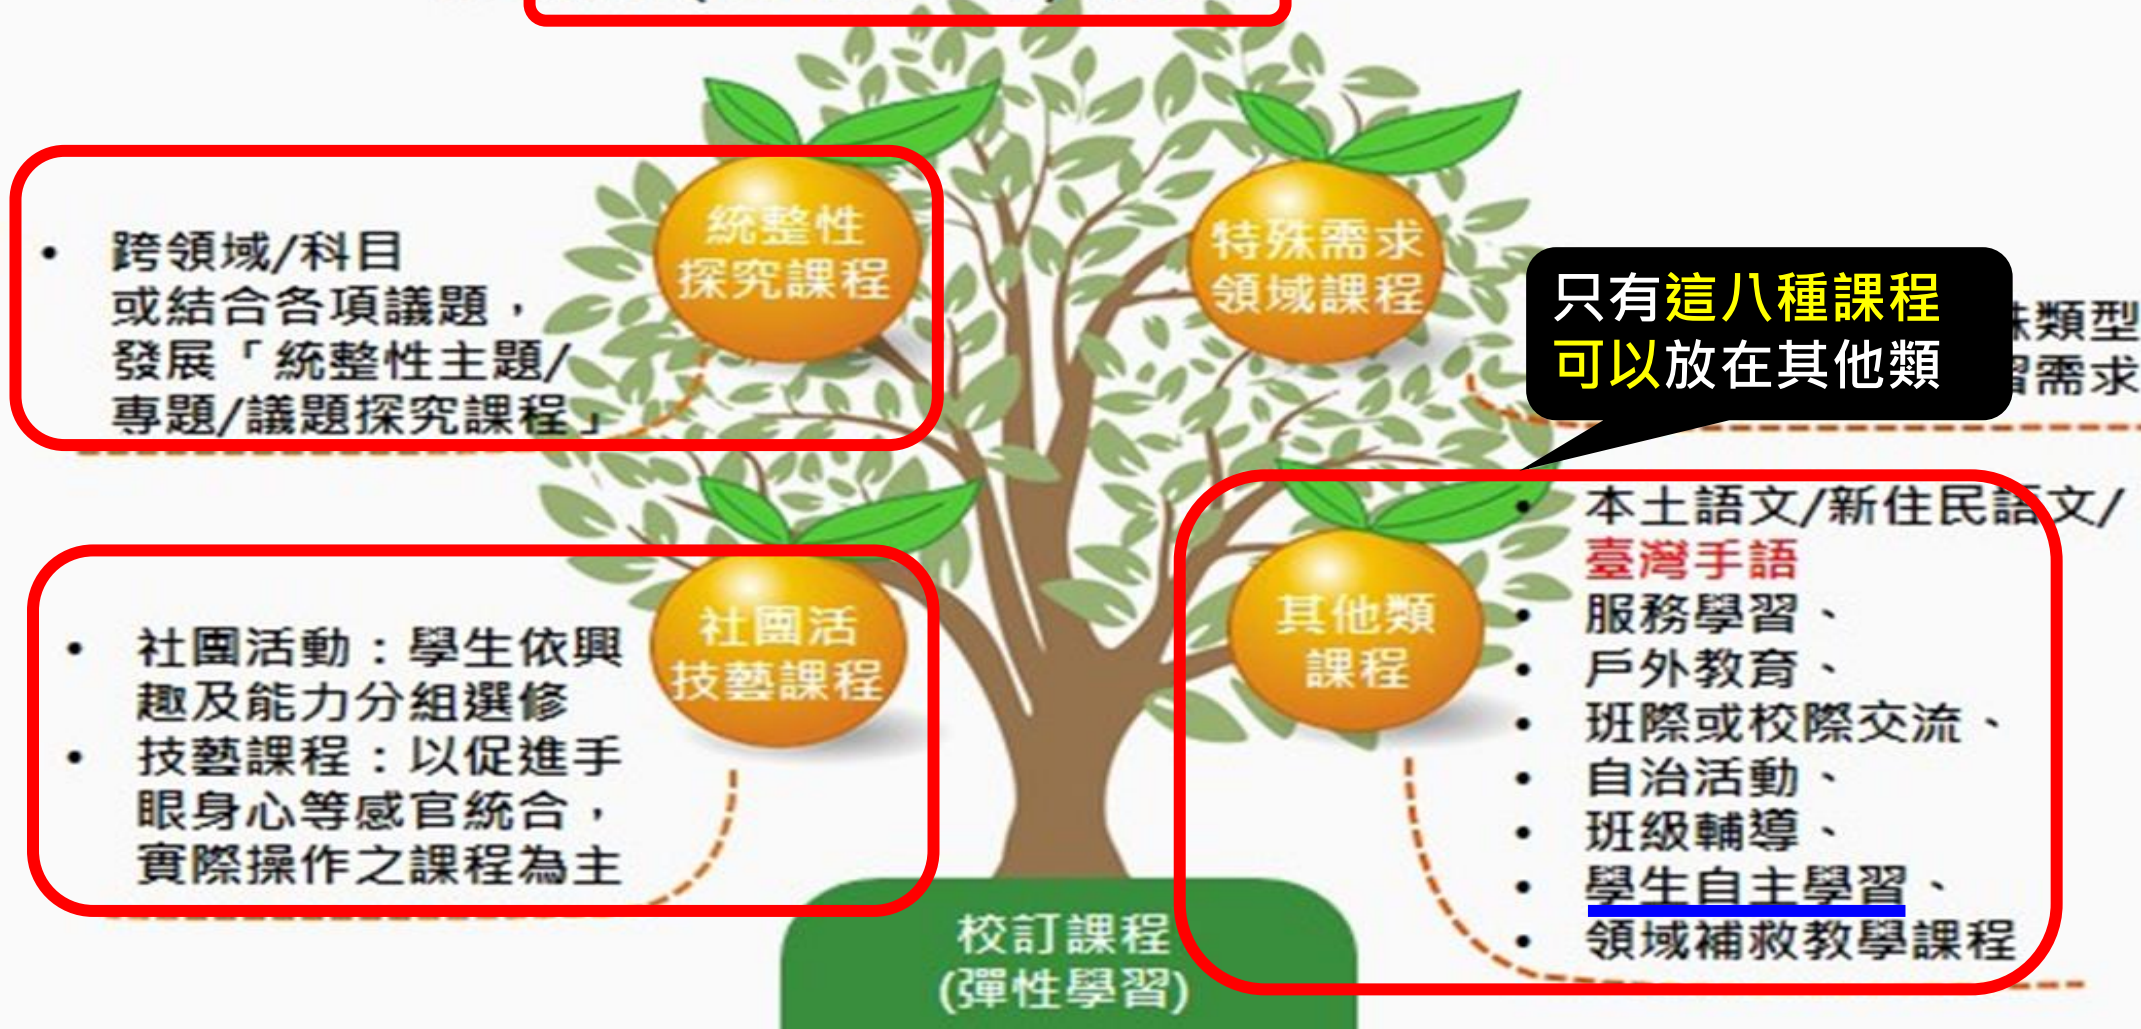 統整性
探究課程
• 跨領域/科目
或結合各項議題，
發展「統整性主題/
專題/議題探究課程」
特殊需求
領域課程
類型
需求
只有這八種課程
可以放在其他類
社團活
技藝課程
• 社團活動：學生依興
趣及能力分組選修
• 技藝課程：以促進手
眼身心等感官統合，
實際操作之課程為主
其他類
課程
• 本土語文/新住民語文/
臺灣手語
• 服務學習、
• 戶外教育、
• 班際或校際交流、
• 自治活動、
• 班級輔導、
• 學生自主學習、
• 領域補救教學課程
校訂課程
(彈性學習)